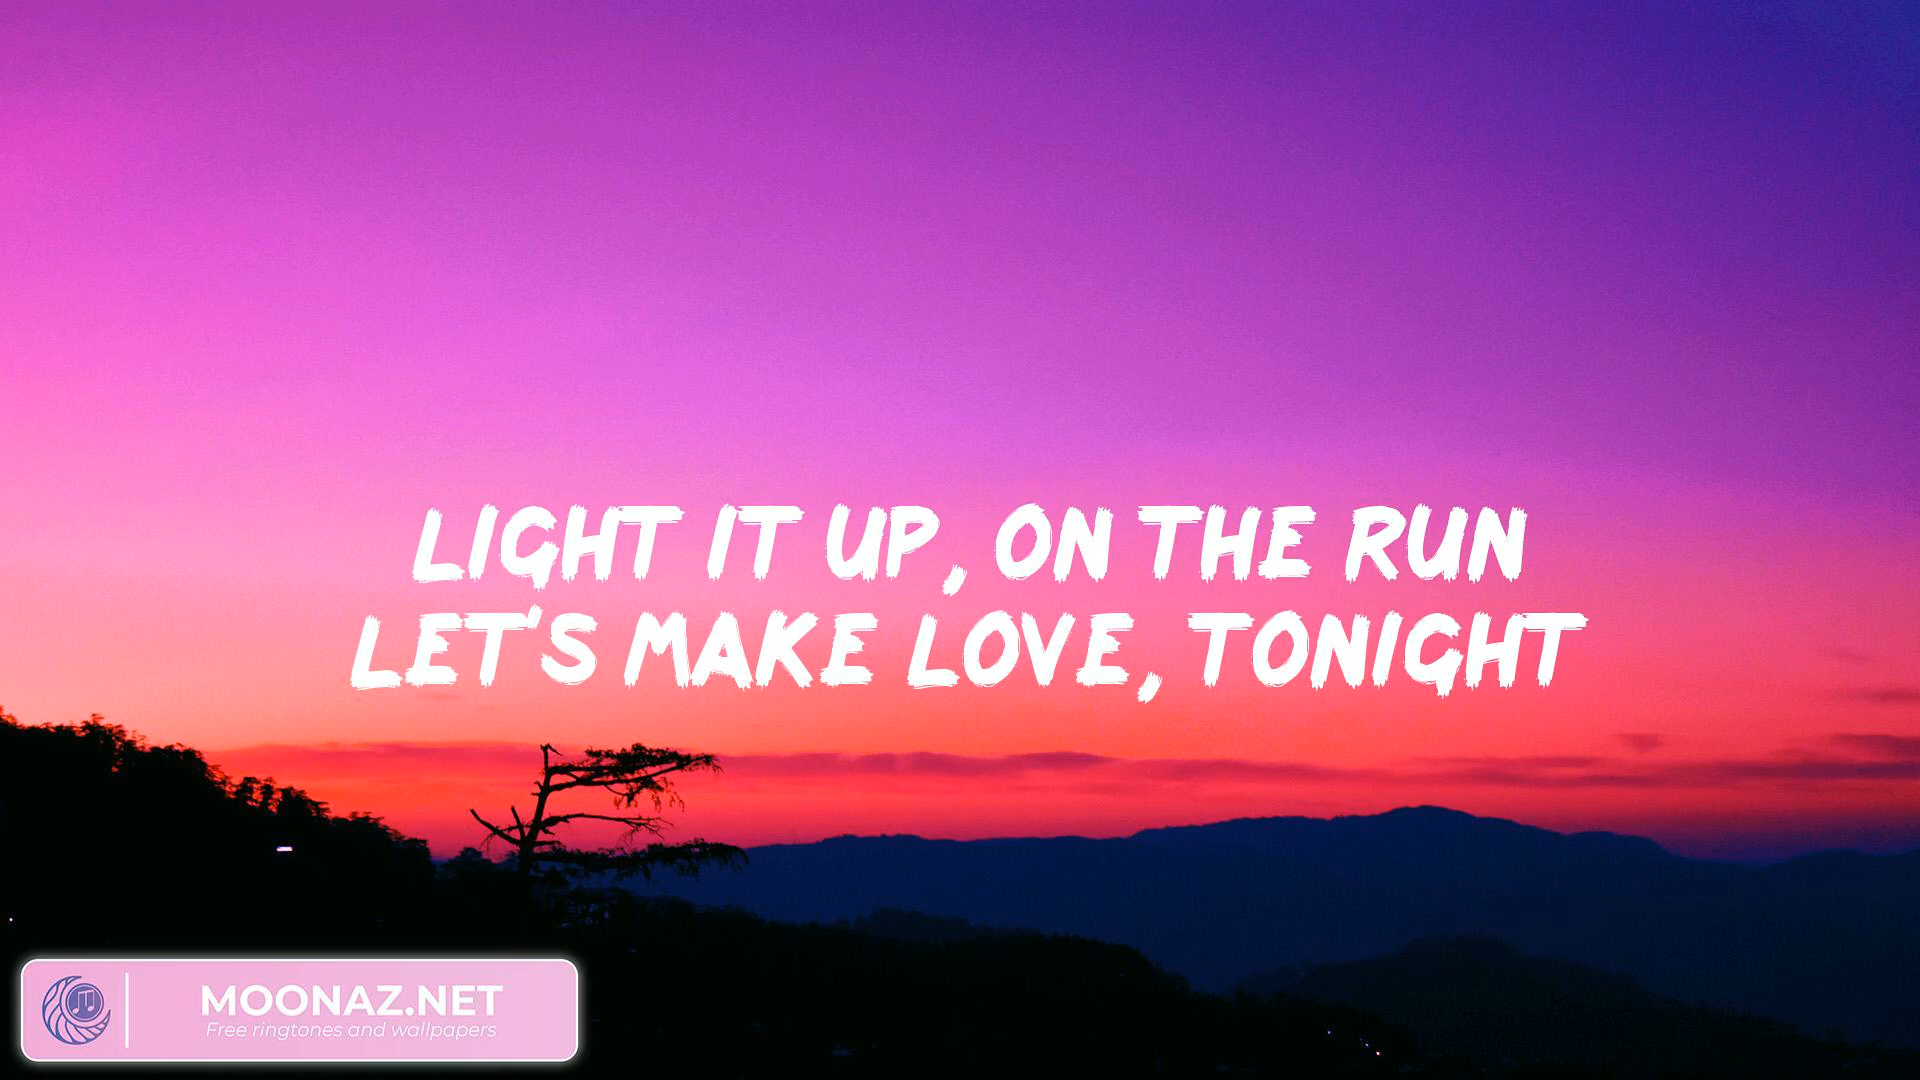 LIGHT IT UP, ON THE RUN
LET'S MAKE LOVE, TONIGHT
MOONAZ.NET
Free ringtones and wallpapers